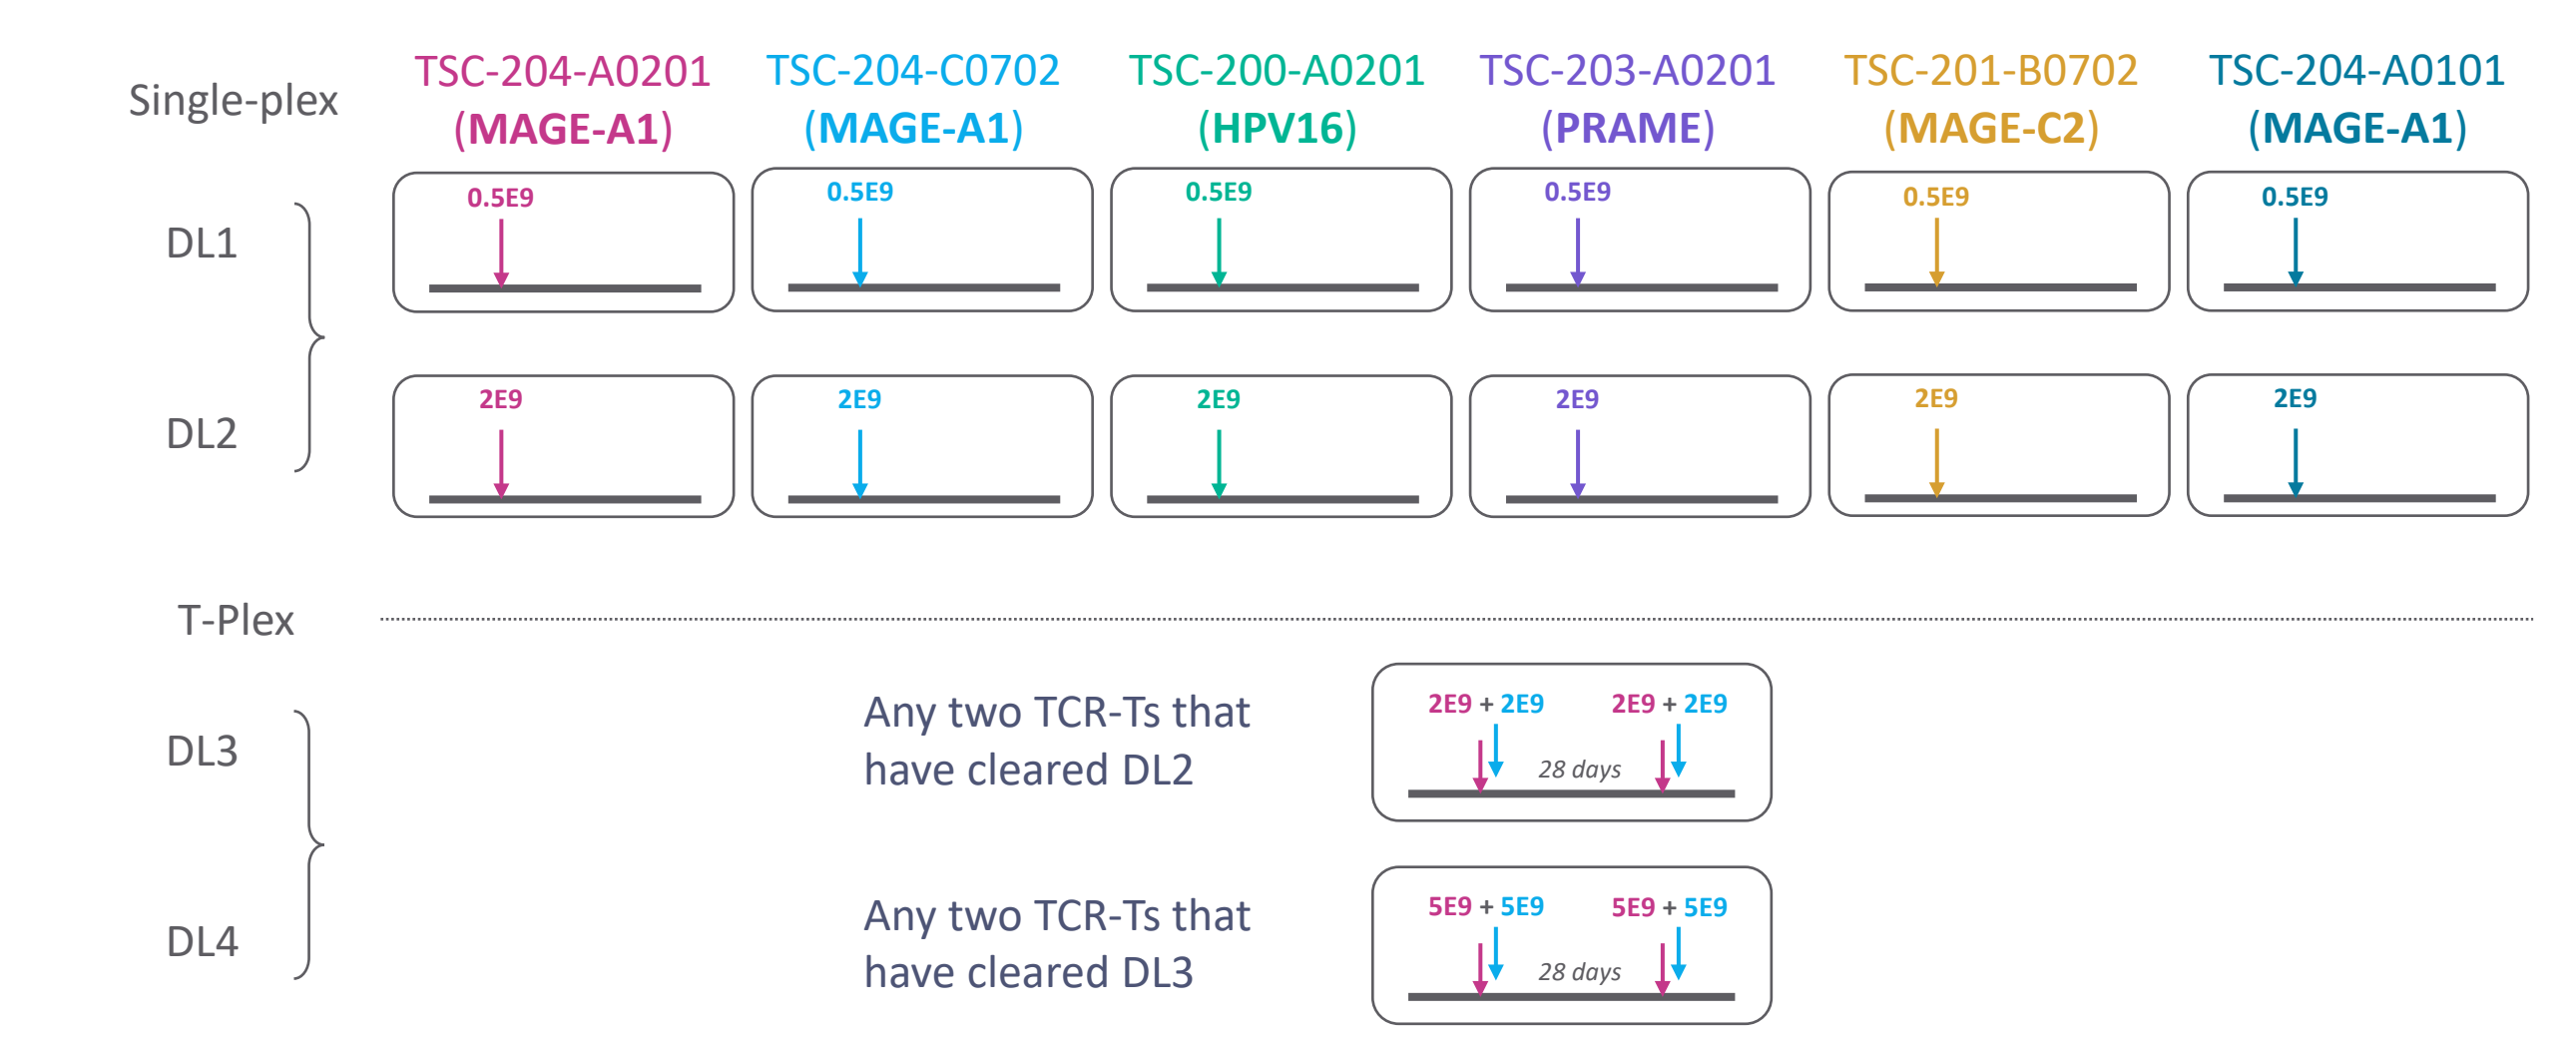 Single-plex
TSC-204-A0201
(MAGE-A1)
TSC-204-C0702
(MAGE-A1)
TSC-200-A0201
(HPV16)
TSC-203-A0201
(PRAME)
TSC-201-B0702
(MAGE-C2)
TSC-204-A0101
(MAGE-A1)
DL1
0.5E9
0.5E9
0.5E9
0.5E9
0.5E9
0.5E9
DL2
2E9
2E9
2E9
2E9
2E9
2E9
T-Plex
DL3
Any two TCR-Ts that
have cleared DL2
2E9 + 2E9
2E9 + 2E9
28 days
DL4
Any two TCR-Ts that
have cleared DL3
5E9 + 5E9
5E9 + 5E9
28 days